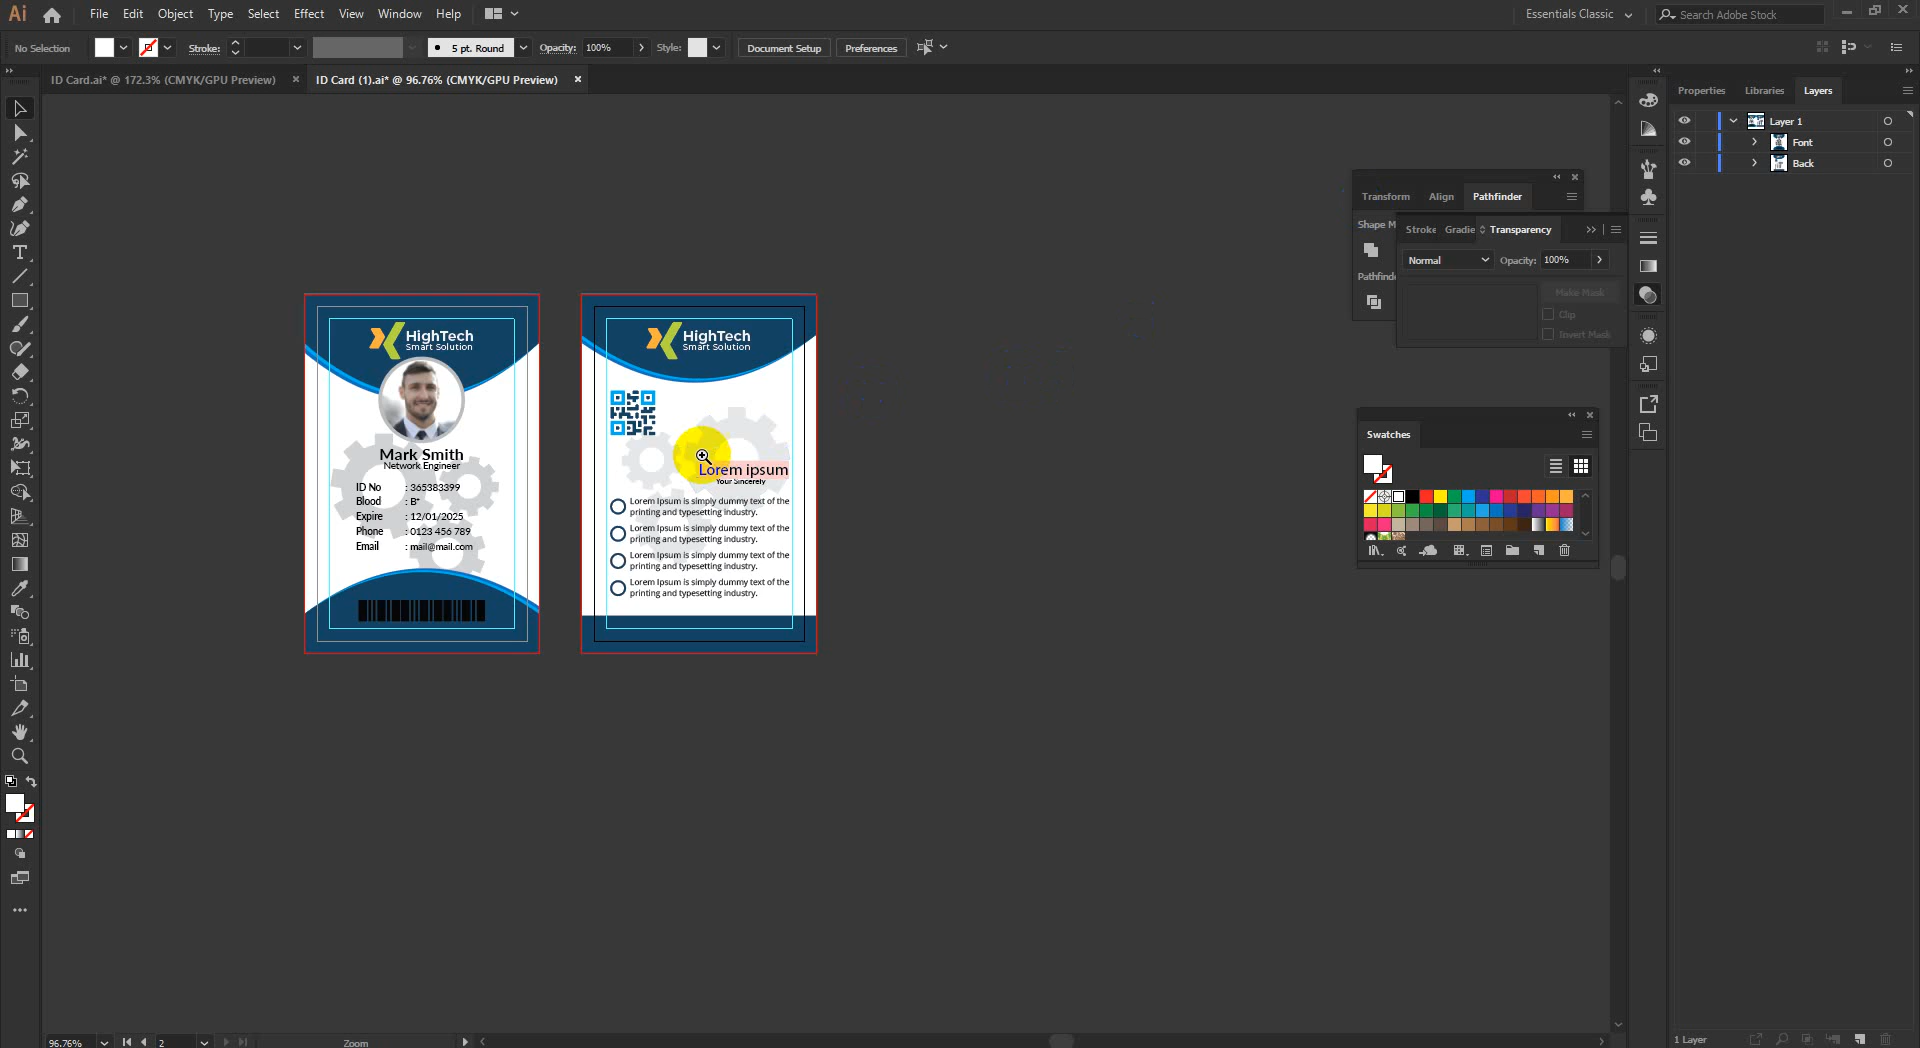 Ai File Edit Object Type Select Effect View Window Help Essentials Classic Search Adobe Stock
No Selection Stroke: 5 pt. Round Opacity: 100% Style: Document Setup Preferences
ID Card.ai* @ 172.3% (CMYK/GPU Preview) ID Card (1).ai* @ 96.76% (CMYK/GPU Preview)
Properties Libraries Layers
Layer 1
Font
Back
Transform Align Pathfinder
Shape M
Pathfinde
Stroke Gradie Transparency
Normal Opacity: 100%
Make Mask
Clip
Invert Mask
Swatches
HighTech
Smart Solution
Mark Smith
Network Engineer
ID No : 365383399
Blood : B+
Expire : 12/01/2025
Phone : 0123 456 789
Email : mail@mail.com
HighTech
Smart Solution
Lorem ipsum
Your Sincerely
Lorem Ipsum is simply dummy text of the
printing and typesetting industry.
Lorem Ipsum is simply dummy text of the
printing and typesetting industry.
Lorem Ipsum is simply dummy text of the
printing and typesetting industry.
Lorem Ipsum is simply dummy text of the
printing and typesetting industry.
96.76% 2 Zoom
1 Layer